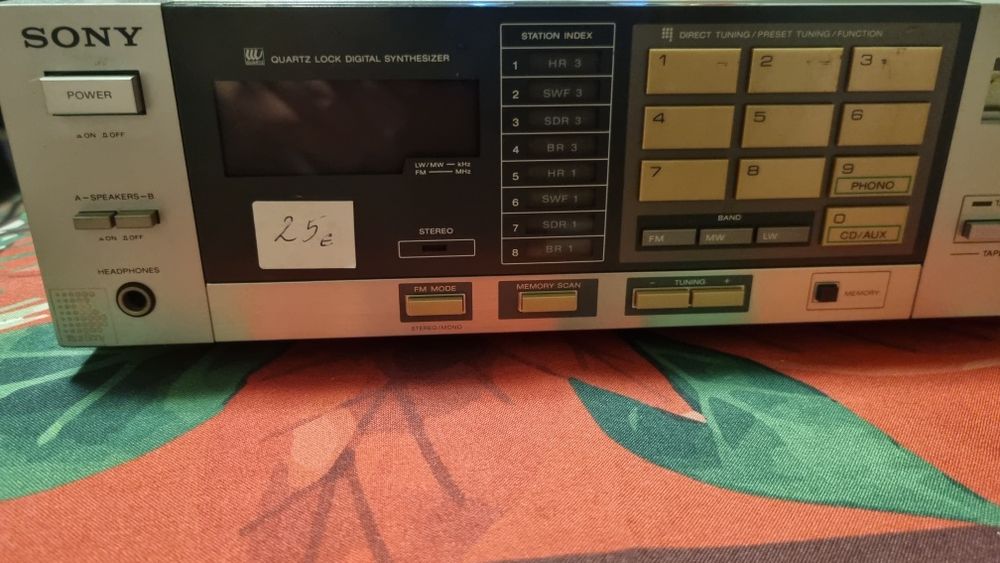 SONY
POWER
ON OFF
A-SPEAKERS-B
ON OFF
HEADPHONES
QUARTZ LOCK DIGITAL SYNTHESIZER
LW/MW — kHz
FM — MHz
25€
STEREO
STATION INDEX
1 HR 3
2 SWF 3
3 SDR 3
4 BR 3
5 HR 1
6 SWF 1
7 SDR 1
8 BR 1
DIRECT TUNING/PRESET TUNING/FUNCTION
1 2 3
4 5 6
7 8 9
PHONO
BAND
FM MW LW
0
CD/AUX
FM MODE
STEREO/MONO
MEMORY SCAN
- TUNING +
MEMORY